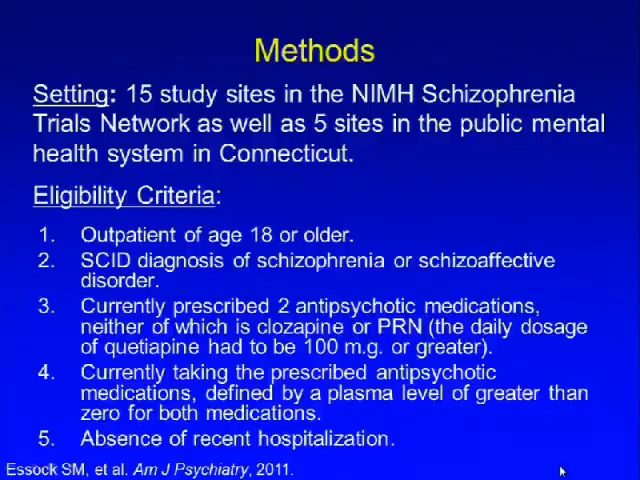 Methods
Setting: 15 study sites in the NIMH Schizophrenia
Trials Network as well as 5 sites in the public mental
health system in Connecticut.
Eligibility Criteria:
1. Outpatient of age 18 or older.
2. SCID diagnosis of schizophrenia or schizoaffective
disorder.
3. Currently prescribed 2 antipsychotic medications,
neither of which is clozapine or PRN (the daily dosage
of quetiapine had to be 100 m.g. or greater).
4. Currently taking the prescribed antipsychotic
medications, defined by a plasma level of greater than
zero for both medications.
5. Absence of recent hospitalization.
Essock SM, et al. Am J Psychiatry, 2011.